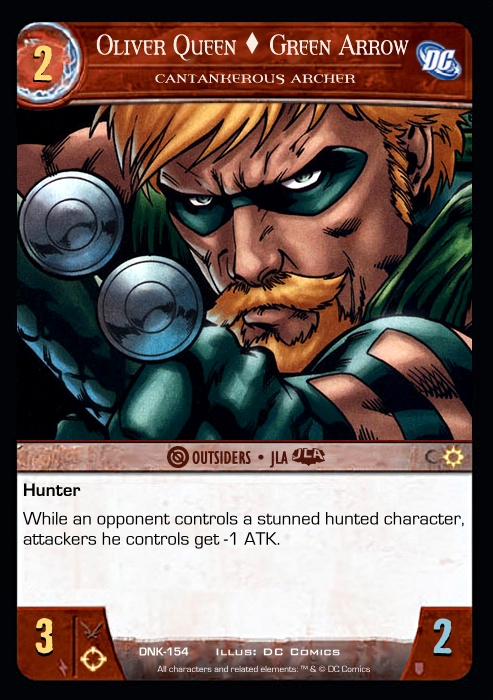 2
OLIVER QUEEN ♦ GREEN ARROW
CANTANKEROUS ARCHER
DC
OUTSIDERS • JLA JLA
C
Hunter
While an opponent controls a stunned hunted character,
attackers he controls get -1 ATK.
3
2
DNK-154 ILLUS: DC COMICS
All characters and related elements: ™ & © DC Comics